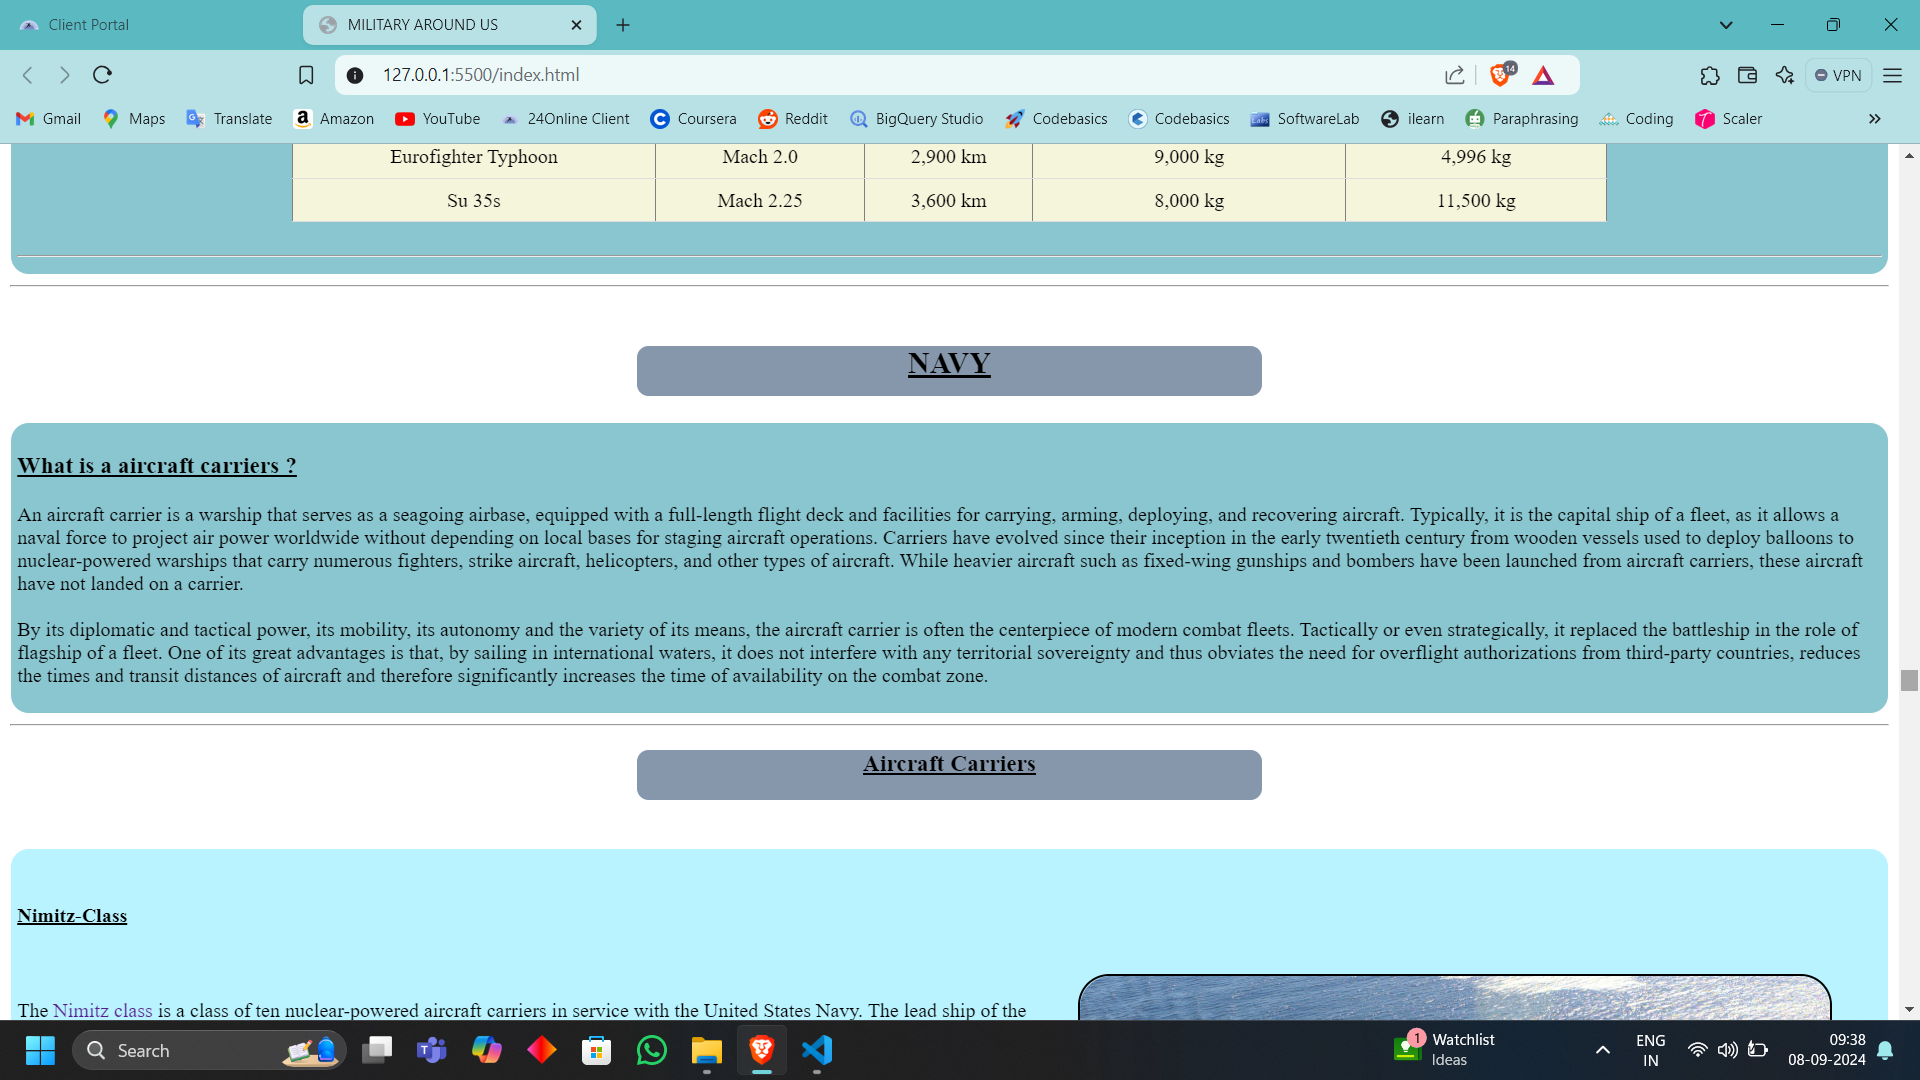 Client Portal
MILITARY AROUND US
127.0.0.1:5500/index.html
14
VPN
Gmail
Maps
Translate
Amazon
YouTube
24Online Client
Coursera
Reddit
BigQuery Studio
Codebasics
Codebasics
SoftwareLab
ilearn
Paraphrasing
Coding
Scaler
Eurofighter Typhoon Mach 2.0 2,900 km 9,000 kg 4,996 kg
Su 35s Mach 2.25 3,600 km 8,000 kg 11,500 kg
NAVY
What is a aircraft carriers ?
An aircraft carrier is a warship that serves as a seagoing airbase, equipped with a full-length flight deck and facilities for carrying, arming, deploying, and recovering aircraft. Typically, it is the capital ship of a fleet, as it allows a
naval force to project air power worldwide without depending on local bases for staging aircraft operations. Carriers have evolved since their inception in the early twentieth century from wooden vessels used to deploy balloons to
nuclear-powered warships that carry numerous fighters, strike aircraft, helicopters, and other types of aircraft. While heavier aircraft such as fixed-wing gunships and bombers have been launched from aircraft carriers, these aircraft
have not landed on a carrier.
By its diplomatic and tactical power, its mobility, its autonomy and the variety of its means, the aircraft carrier is often the centerpiece of modern combat fleets. Tactically or even strategically, it replaced the battleship in the role of
flagship of a fleet. One of its great advantages is that, by sailing in international waters, it does not interfere with any territorial sovereignty and thus obviates the need for overflight authorizations from third-party countries, reduces
the times and transit distances of aircraft and therefore significantly increases the time of availability on the combat zone.
Aircraft Carriers
Nimitz-Class
The Nimitz class is a class of ten nuclear-powered aircraft carriers in service with the United States Navy. The lead ship of the
Search
1
Watchlist
Ideas
ENG
IN
09:38
08-09-2024